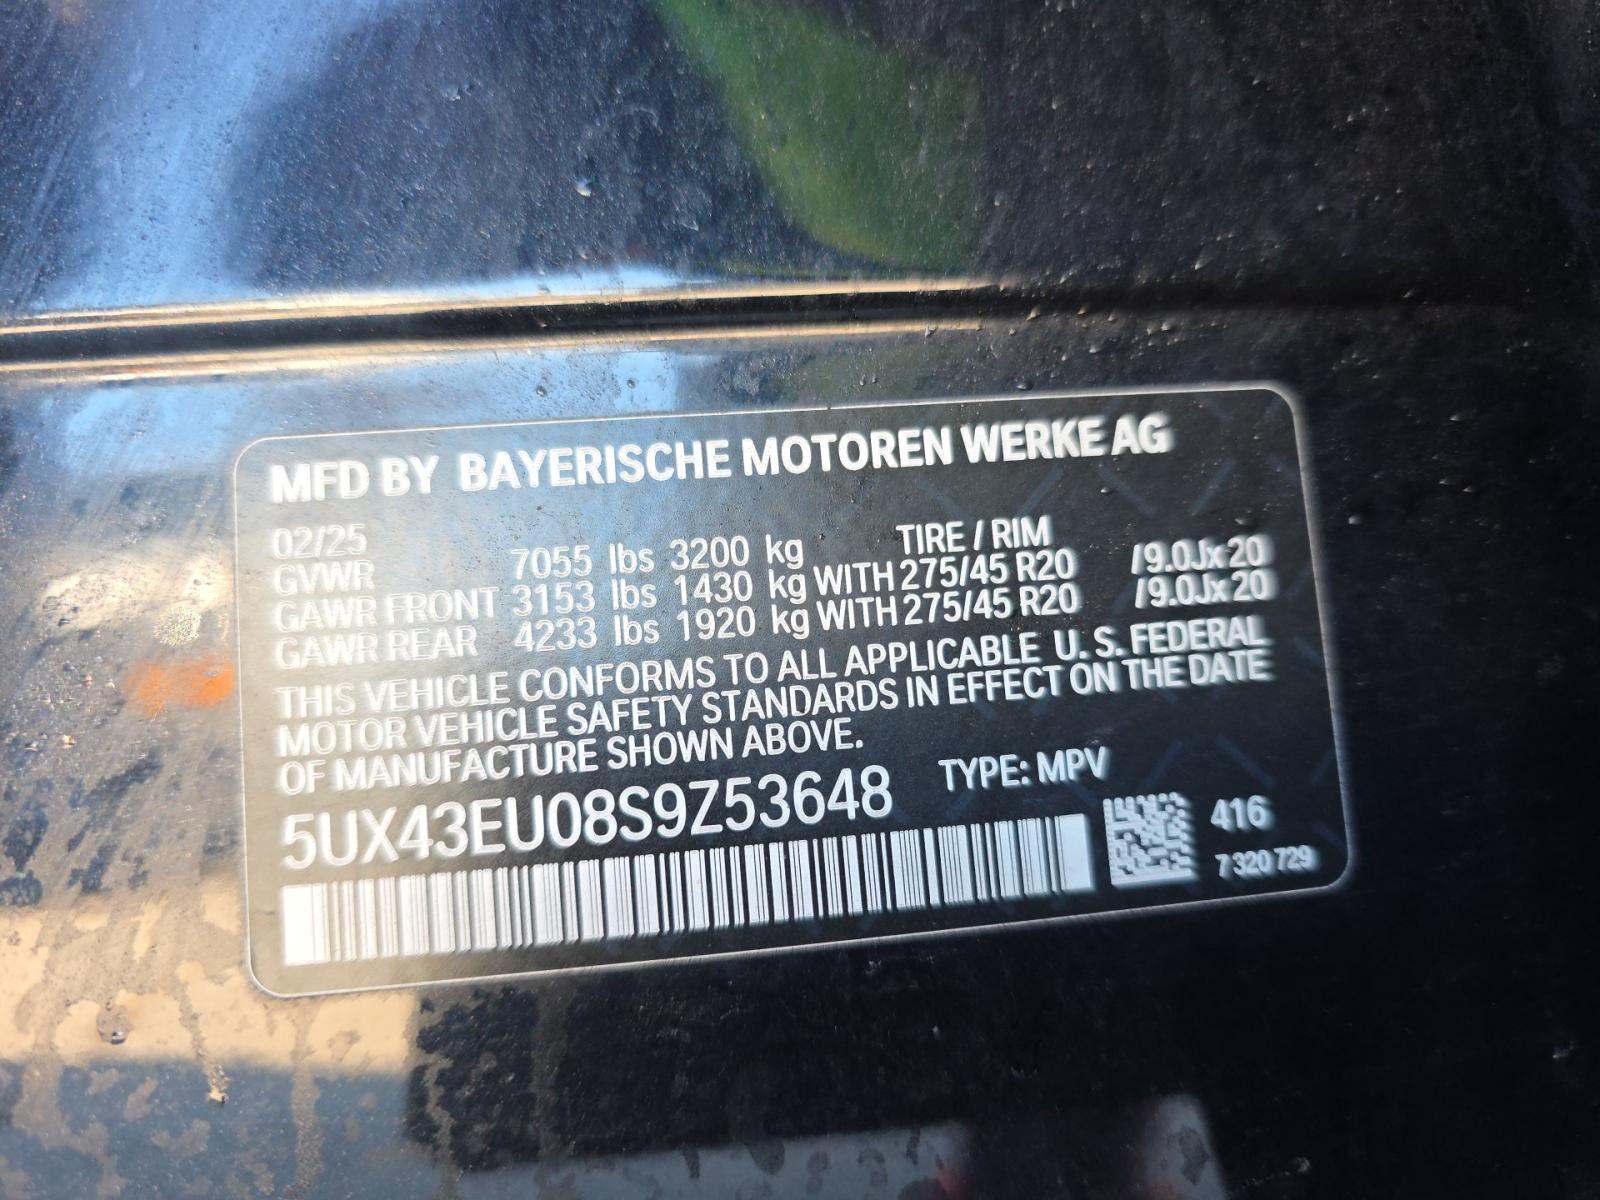 MFD BY BAYERISCHE MOTOREN WERKE AG
02/25 TIRE / RIM
GVWR 7055 lbs 3200 kg
GAWR FRONT 3153 lbs 1430 kg WITH 275/45 R20 /9.0Jx20
GAWR REAR 4233 lbs 1920 kg WITH 275/45 R20 /9.0Jx20
THIS VEHICLE CONFORMS TO ALL APPLICABLE U. S. FEDERAL
MOTOR VEHICLE SAFETY STANDARDS IN EFFECT ON THE DATE
OF MANUFACTURE SHOWN ABOVE.
5UX43EU08S9Z53648 TYPE: MPV
416
7 320 729